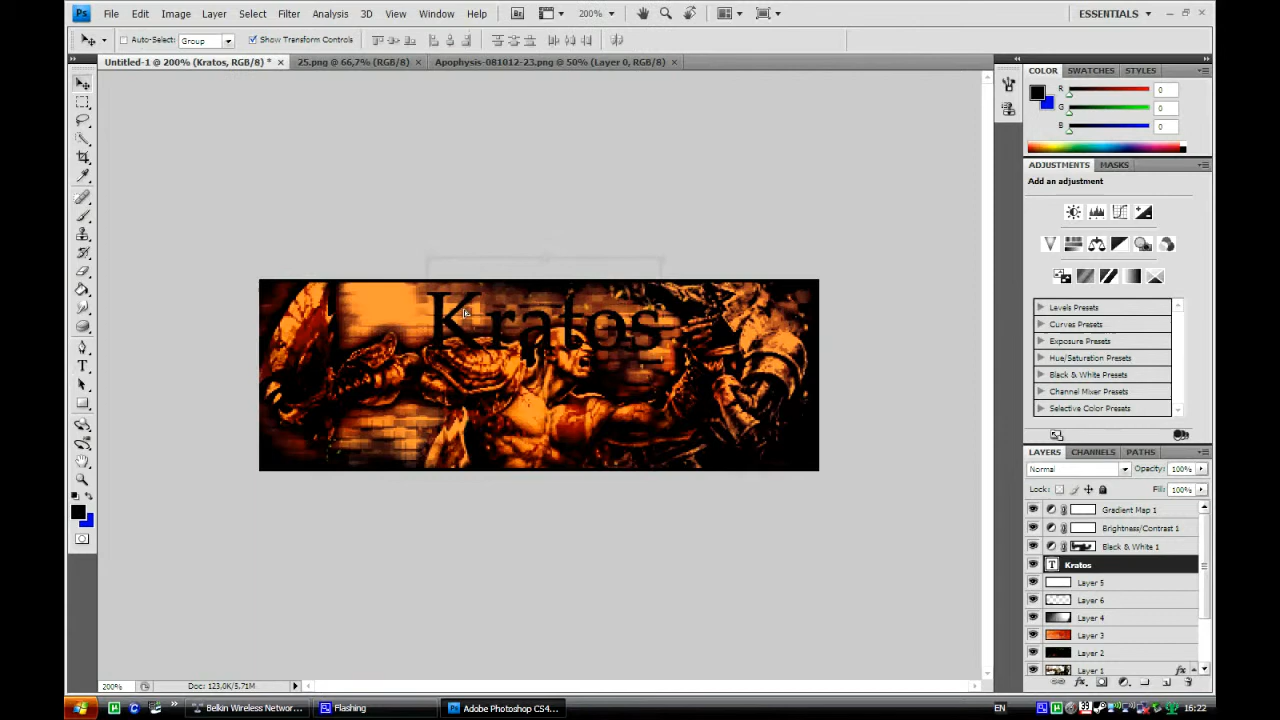 Ps File Edit Image Layer Select Filter Analysis 3D View Window Help Br 200% ESSENTIALS
Auto-Select: Group Show Transform Controls
Untitled-1 @ 200% (Kratos, RGB/8) * 25.png @ 66,7% (RGB/8) Apophysis-081012-23.png @ 50% (Layer 0, RGB/8)
COLOR SWATCHES STYLES
R 0
G 0
B 0
ADJUSTMENTS MASKS
Add an adjustment
Kratos
Levels Presets
Curves Presets
Exposure Presets
Hue/Saturation Presets
Black & White Presets
Channel Mixer Presets
Selective Color Presets
LAYERS CHANNELS PATHS
Normal Opacity: 100%
Lock: Fill: 100%
Gradient Map 1
Brightness/Contrast 1
Black & White 1
T Kratos
Layer 5
Layer 6
Layer 4
Layer 3
Layer 2
Layer 1 fx
200% Doc: 123,0K/5,71M
Belkin Wireless Netwo... Flashing Adobe Photoshop CS4... EN 16:22